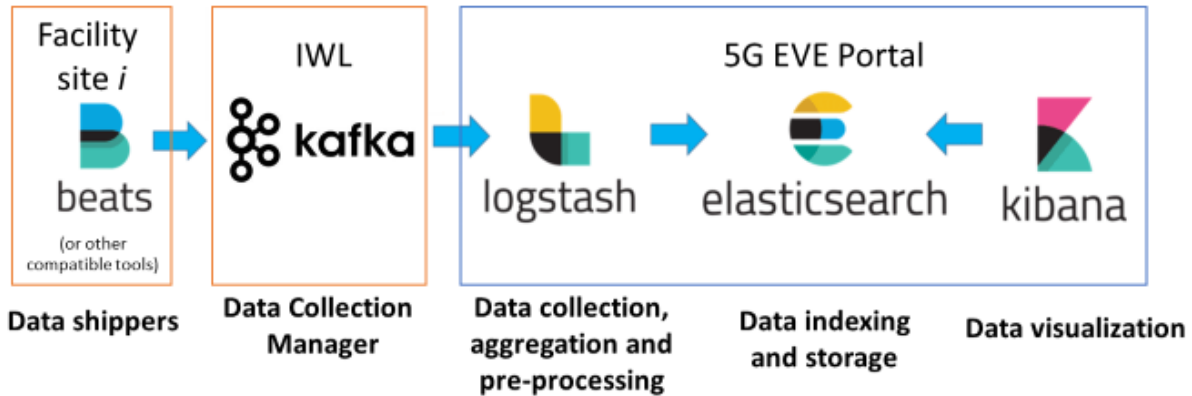 Facility
site i
IWL
5G EVE Portal
beats
kafka
logstash
elasticsearch
kibana
(or other
compatible tools)
Data shippers
Data Collection
Manager
Data collection,
aggregation and
pre-processing
Data indexing
and storage
Data visualization